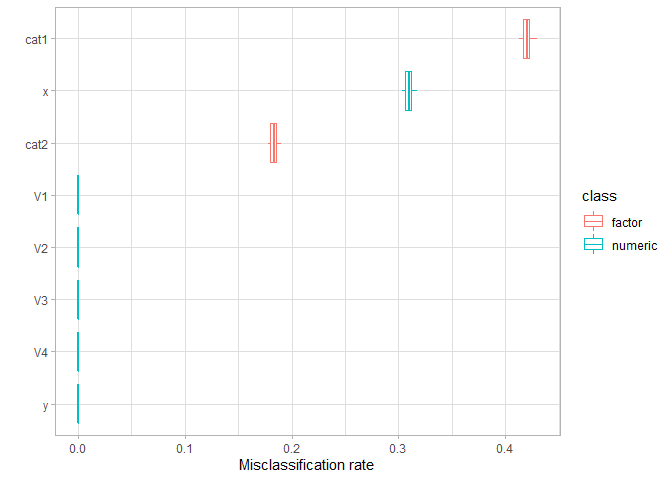 cat1
x
cat2
V1
V2
V3
V4
y
0.0 0.1 0.2 0.3 0.4
Misclassification rate
class
factor
numeric